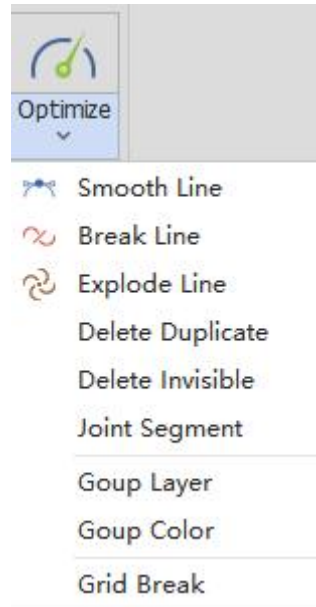 Optimize
Smooth Line
Break Line
Explode Line
Delete Duplicate
Delete Invisible
Joint Segment
Goup Layer
Goup Color
Grid Break